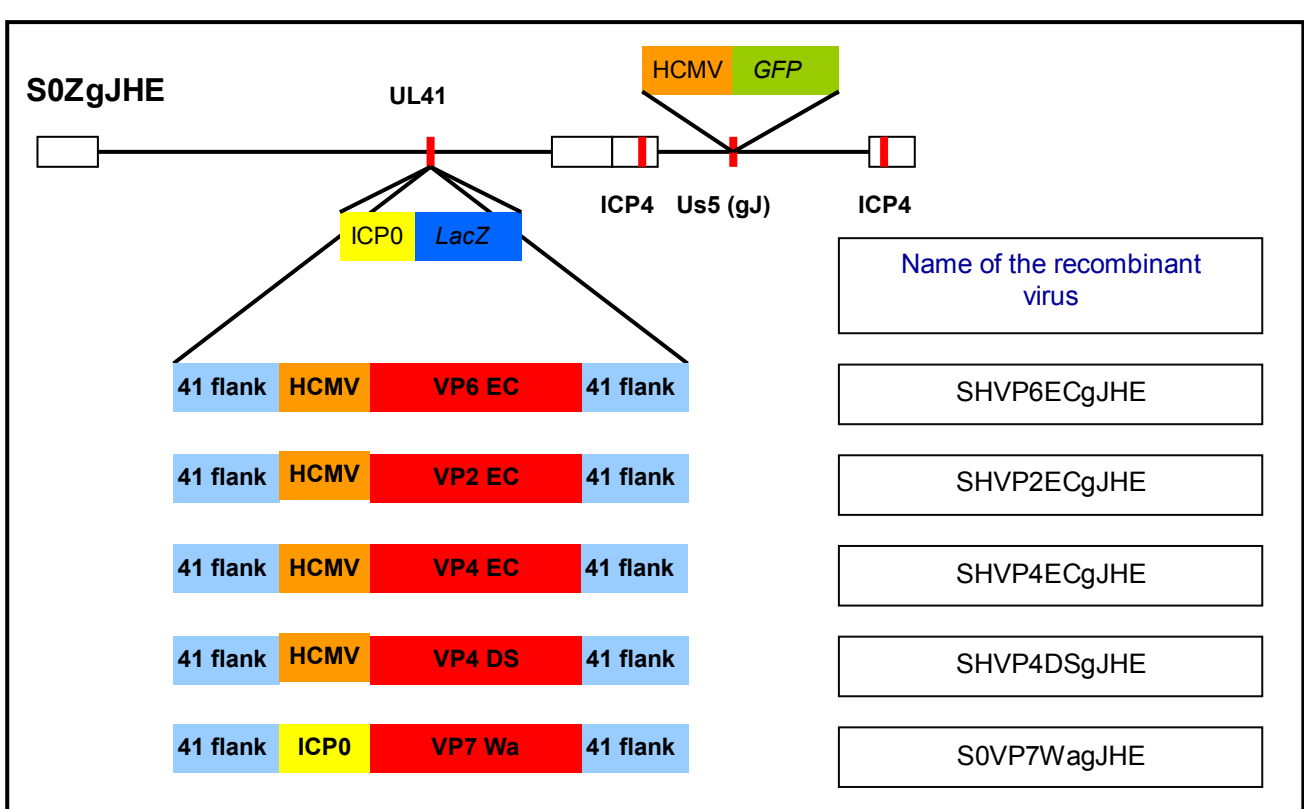 HCMV GFP
S0ZgJHE
UL41
ICP4 Us5 (gJ) ICP4
ICP0 LacZ
Name of the recombinant
virus
41 flank HCMV VP6 EC 41 flank
SHVP6ECgJHE
41 flank HCMV VP2 EC 41 flank
SHVP2ECgJHE
41 flank HCMV VP4 EC 41 flank
SHVP4ECgJHE
41 flank HCMV VP4 DS 41 flank
SHVP4DSgJHE
41 flank ICP0 VP7 Wa 41 flank
S0VP7WagJHE